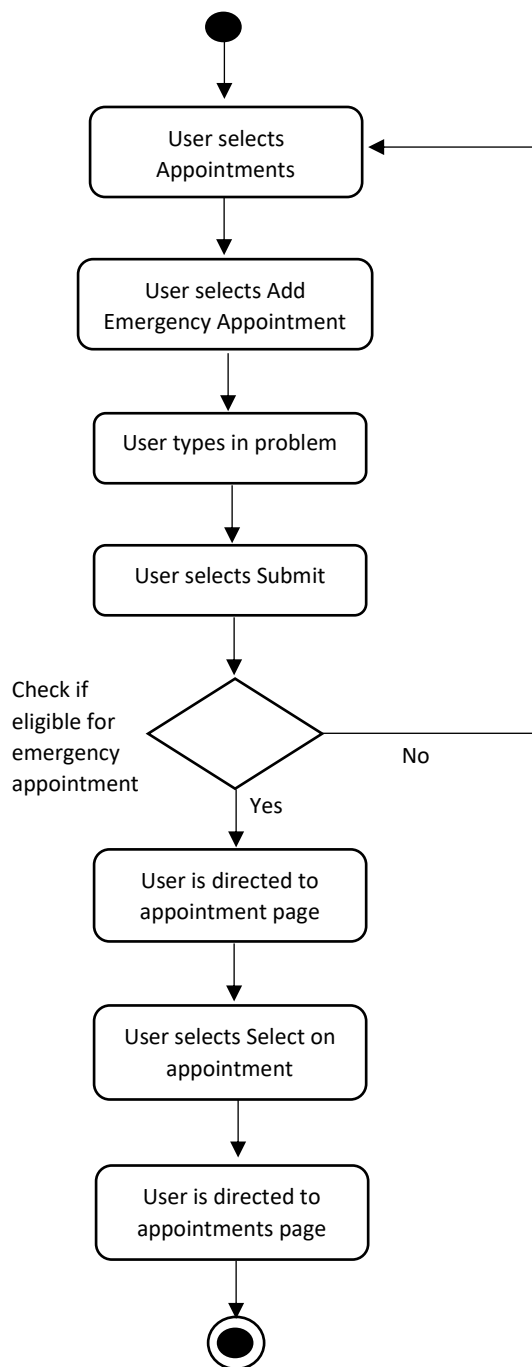 User selects
Appointments
User selects Add
Emergency Appointment
User types in problem
User selects Submit
Check if
eligible for
emergency
appointment
No
Yes
User is directed to
appointment page
User selects Select on
appointment
User is directed to
appointments page